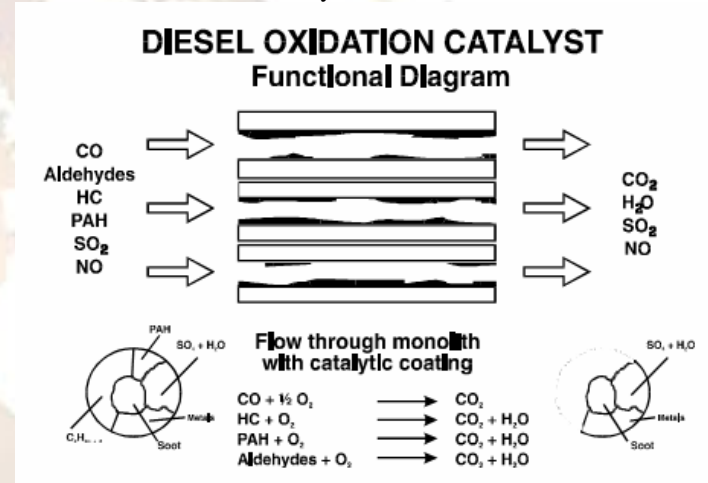 DIESEL OXIDATION CATALYST
Functional Diagram
CO
Aldehydes
HC
PAH
SO₂
NO
CO₂
H₂O
SO₂
NO
PAH
SO₄ + H₂O
Metals
Soot
Flow through monolith
with catalytic coating
CO + ½ O₂ → CO₂
HC + O₂ → CO₂ + H₂O
PAH + O₂ → CO₂ + H₂O
Aldehydes + O₂ → CO₂ + H₂O
SO₄ + H₂O
Metals
Soot